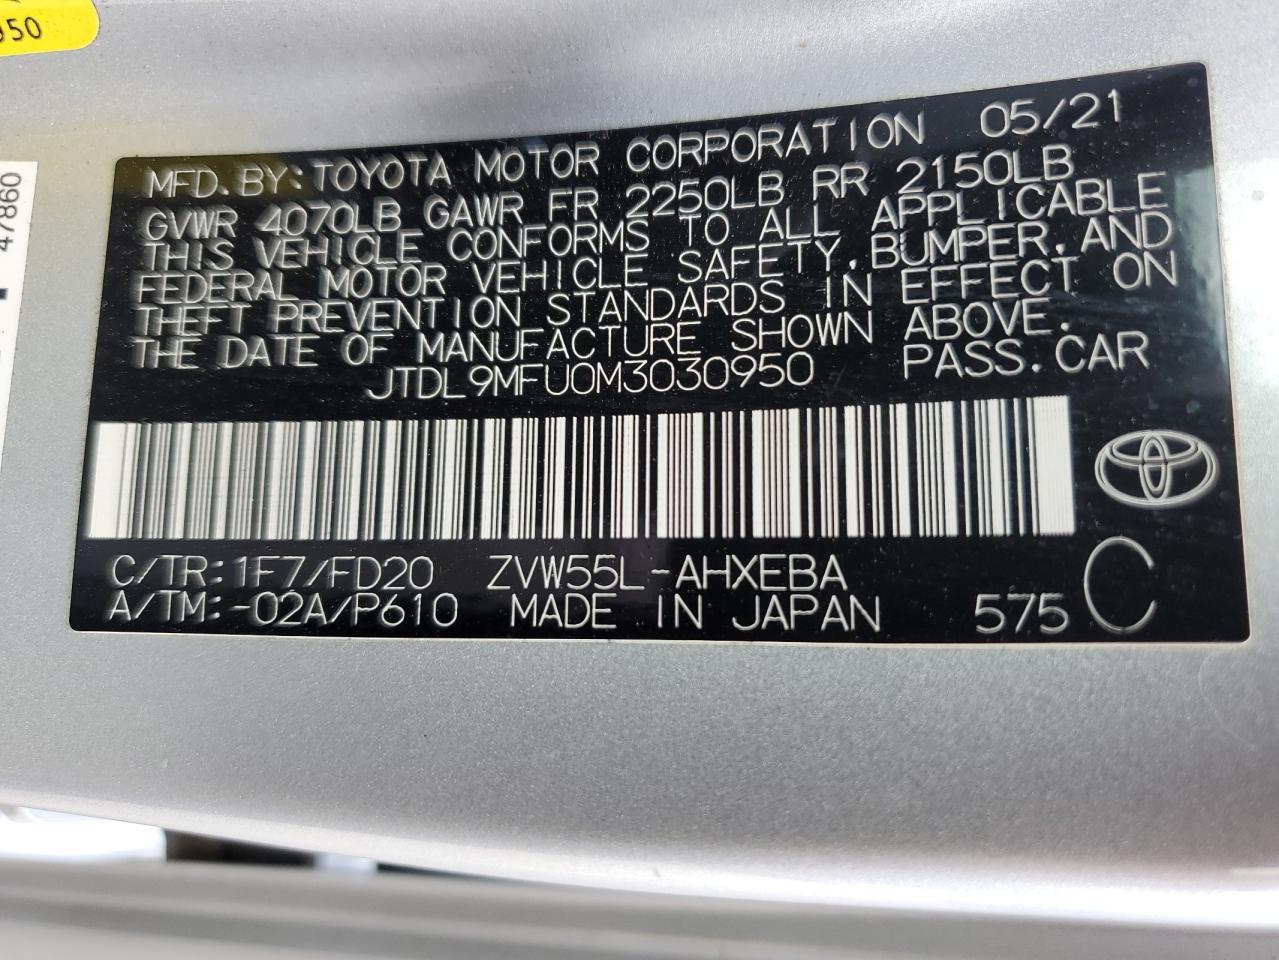 950
47860
MFD.BY:TOYOTA MOTOR CORPORATION 05/21
GVWR 4070LB GAWR FR 2250LB RR 2150LB
THIS VEHICLE CONFORMS TO ALL APPLICABLE
FEDERAL MOTOR VEHICLE SAFETY,BUMPER,AND
THEFT PREVENTION STANDARDS IN EFFECT ON
THE DATE OF MANUFACTURE SHOWN ABOVE.
JTDL9MFU0M3030950 PASS.CAR
C/TR:1F7/FD20 ZVW55L-AHXEBA
A/TM:-02A/P610 MADE IN JAPAN 575 C